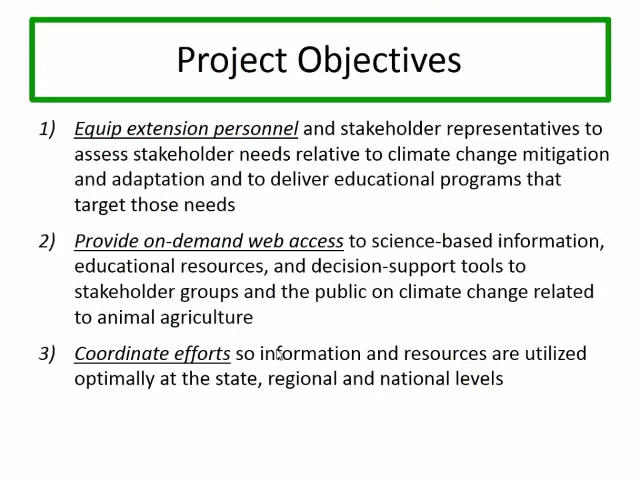 Project Objectives
1) Equip extension personnel and stakeholder representatives to
assess stakeholder needs relative to climate change mitigation
and adaptation and to deliver educational programs that
target those needs
2) Provide on-demand web access to science-based information,
educational resources, and decision-support tools to
stakeholder groups and the public on climate change related
to animal agriculture
3) Coordinate efforts so information and resources are utilized
optimally at the state, regional and national levels